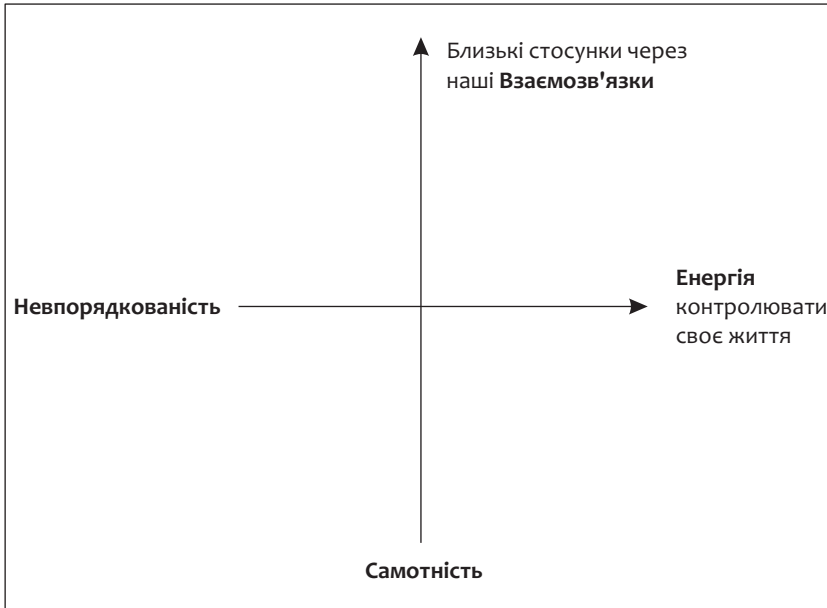 Близькі стосунки через
наші Взаємозв'язки
Енергія
Невпорядкованість
контролювати
своє життя
Самотність